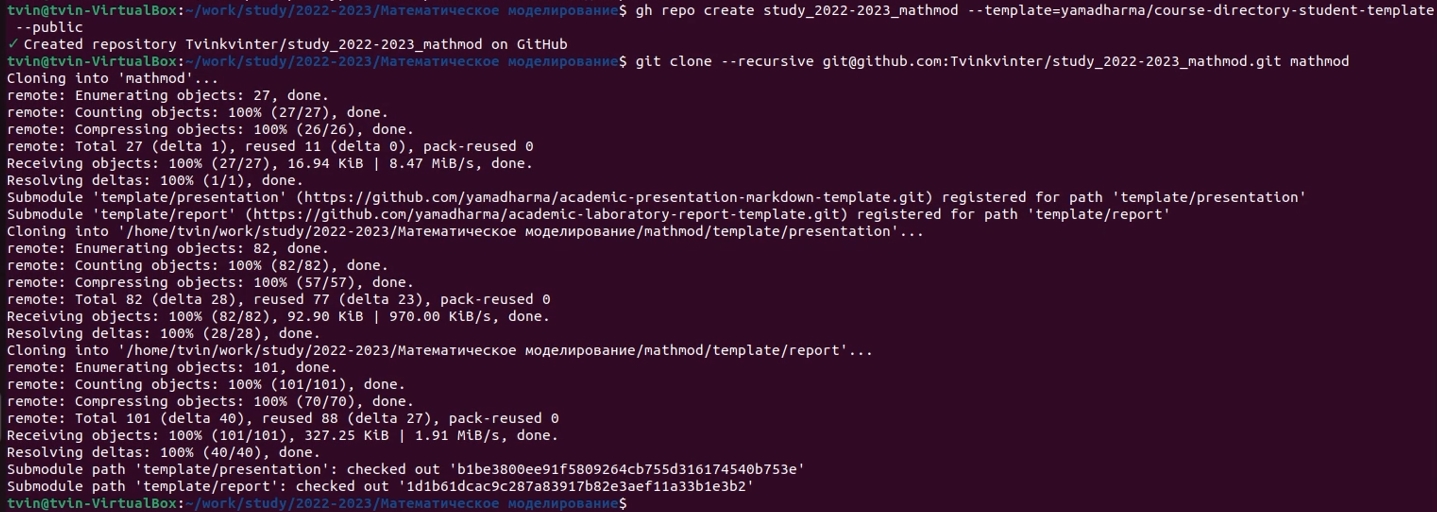 tvin@tvin-VirtualBox:~/work/study/2022-2023/Математическое моделирование$ gh repo create study_2022-2023_mathmod --template=yamadharma/course-directory-student-template
 --public
✓ Created repository Tvinkvinter/study_2022-2023_mathmod on GitHub
tvin@tvin-VirtualBox:~/work/study/2022-2023/Математическое моделирование$ git clone --recursive git@github.com:Tvinkvinter/study_2022-2023_mathmod.git mathmod
Cloning into 'mathmod'...
remote: Enumerating objects: 27, done.
remote: Counting objects: 100% (27/27), done.
remote: Compressing objects: 100% (26/26), done.
remote: Total 27 (delta 1), reused 11 (delta 0), pack-reused 0
Receiving objects: 100% (27/27), 16.94 KiB | 8.47 MiB/s, done.
Resolving deltas: 100% (1/1), done.
Submodule 'template/presentation' (https://github.com/yamadharma/academic-presentation-markdown-template.git) registered for path 'template/presentation'
Submodule 'template/report' (https://github.com/yamadharma/academic-laboratory-report-template.git) registered for path 'template/report'
Cloning into '/home/tvin/work/study/2022-2023/Математическое моделирование/mathmod/template/presentation'...
remote: Enumerating objects: 82, done.
remote: Counting objects: 100% (82/82), done.
remote: Compressing objects: 100% (57/57), done.
remote: Total 82 (delta 28), reused 77 (delta 23), pack-reused 0
Receiving objects: 100% (82/82), 92.90 KiB | 970.00 KiB/s, done.
Resolving deltas: 100% (28/28), done.
Cloning into '/home/tvin/work/study/2022-2023/Математическое моделирование/mathmod/template/report'...
remote: Enumerating objects: 101, done.
remote: Counting objects: 100% (101/101), done.
remote: Compressing objects: 100% (70/70), done.
remote: Total 101 (delta 40), reused 88 (delta 27), pack-reused 0
Receiving objects: 100% (101/101), 327.25 KiB | 1.91 MiB/s, done.
Resolving deltas: 100% (40/40), done.
Submodule path 'template/presentation': checked out 'b1be3800ee91f5809264cb755d316174540b753e'
Submodule path 'template/report': checked out '1d1b61dcac9c287a83917b82e3aef11a33b1e3b2'
tvin@tvin-VirtualBox:~/work/study/2022-2023/Математическое моделирование$